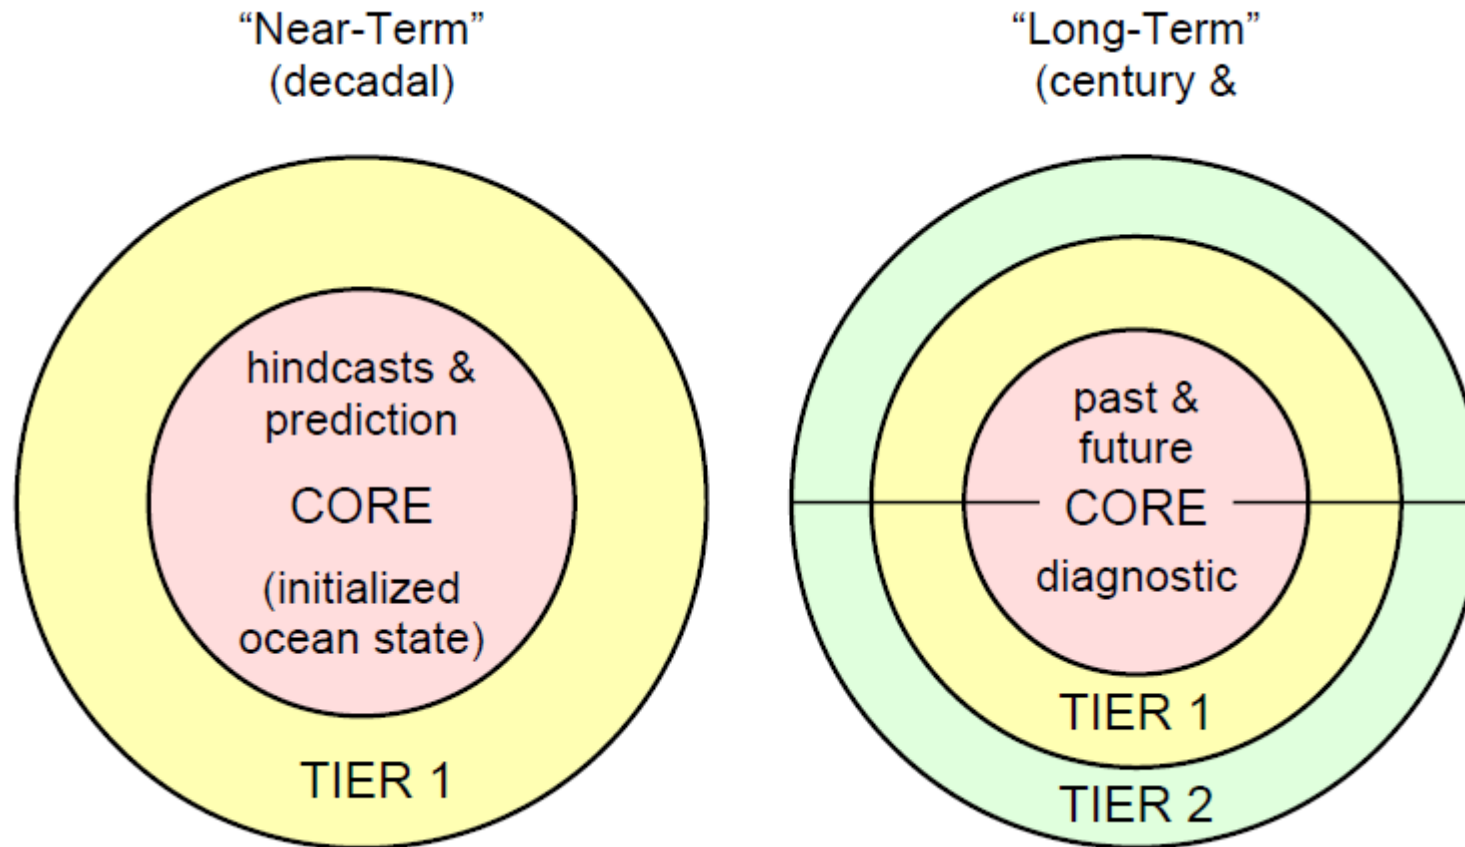 “Near-Term”
(decadal)
hindcasts &
prediction
CORE
(initialized
ocean state)
TIER 1
“Long-Term”
(century &
past &
future
CORE
diagnostic
TIER 1
TIER 2